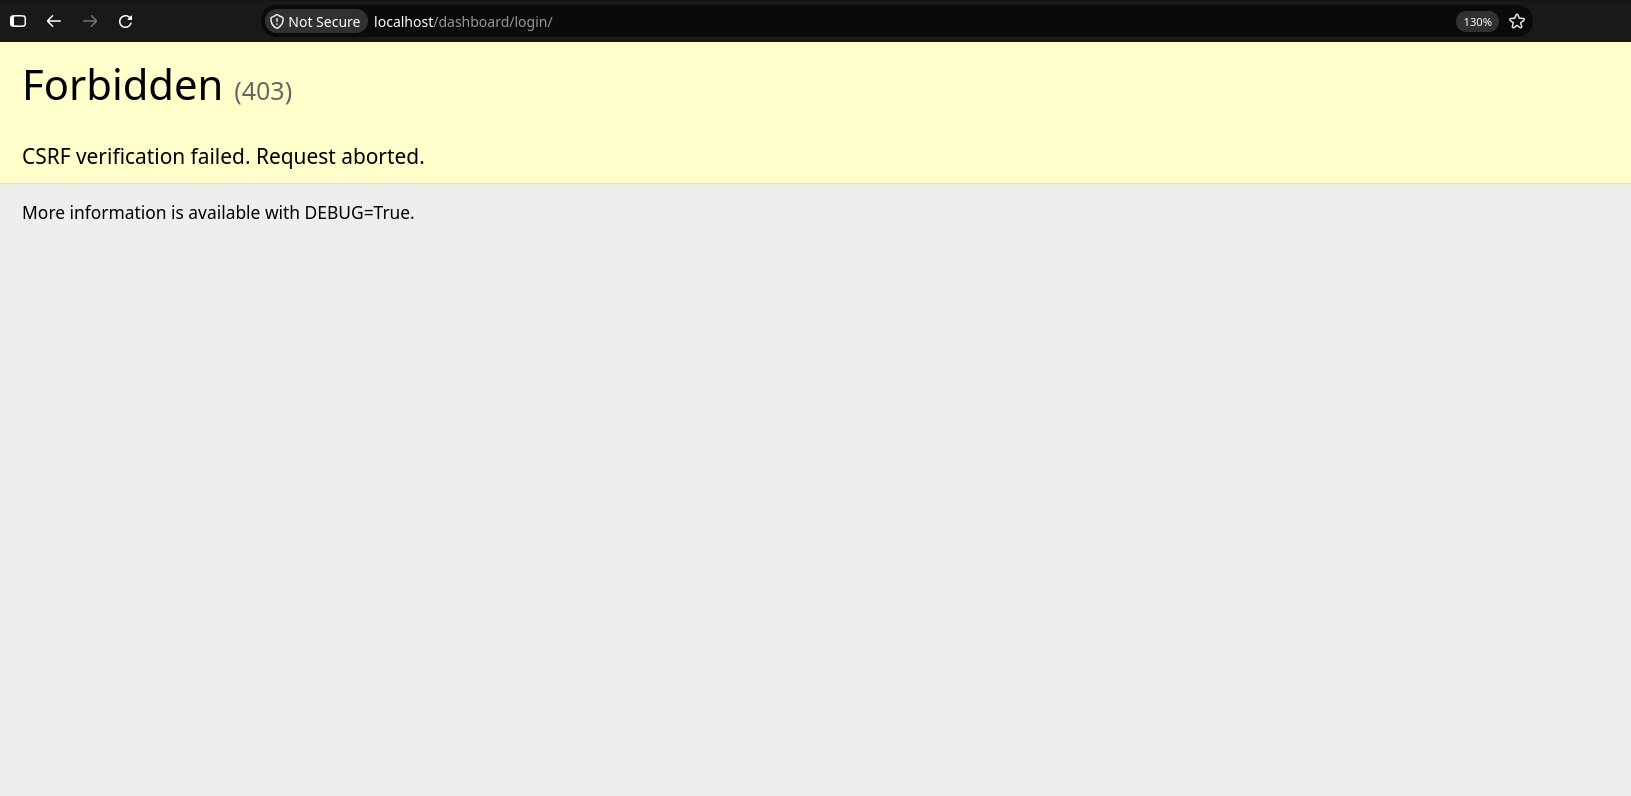 Not Secure localhost/dashboard/login/ 130%
Forbidden (403)
CSRF verification failed. Request aborted.
More information is available with DEBUG=True.